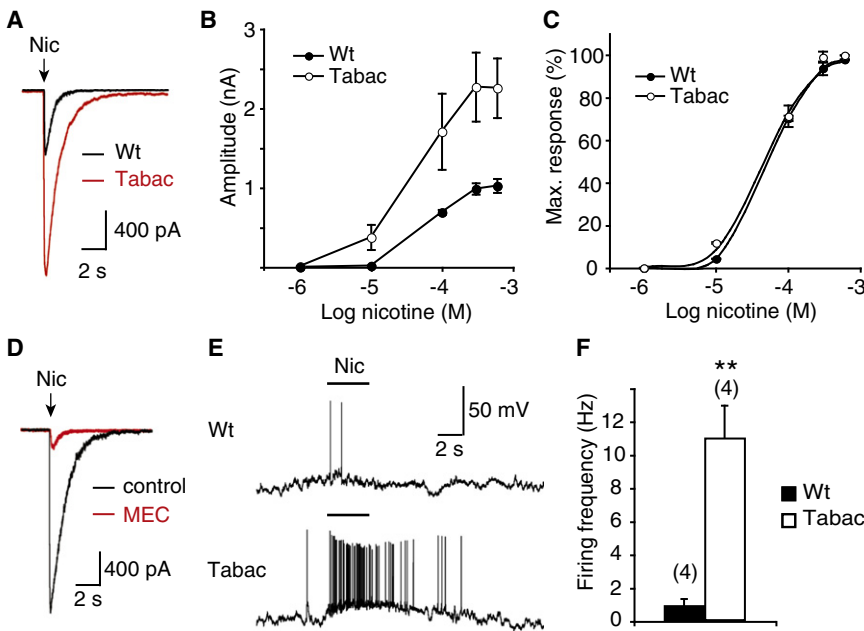 A
Nic
Wt
Tabac
400 pA
2 s
B
Wt
Tabac
Amplitude (nA)
3
2
1
0
-6
-5
-4
-3
Log nicotine (M)
C
Wt
Tabac
Max. response (%)
100
80
60
40
20
0
-6
-5
-4
-3
Log nicotine (M)
D
Nic
control
MEC
400 pA
2 s
E
Nic
50 mV
2 s
Wt
Tabac
F
**
(4)
(4)
Firing frequency (Hz)
12
10
8
6
4
2
0
Wt
Tabac